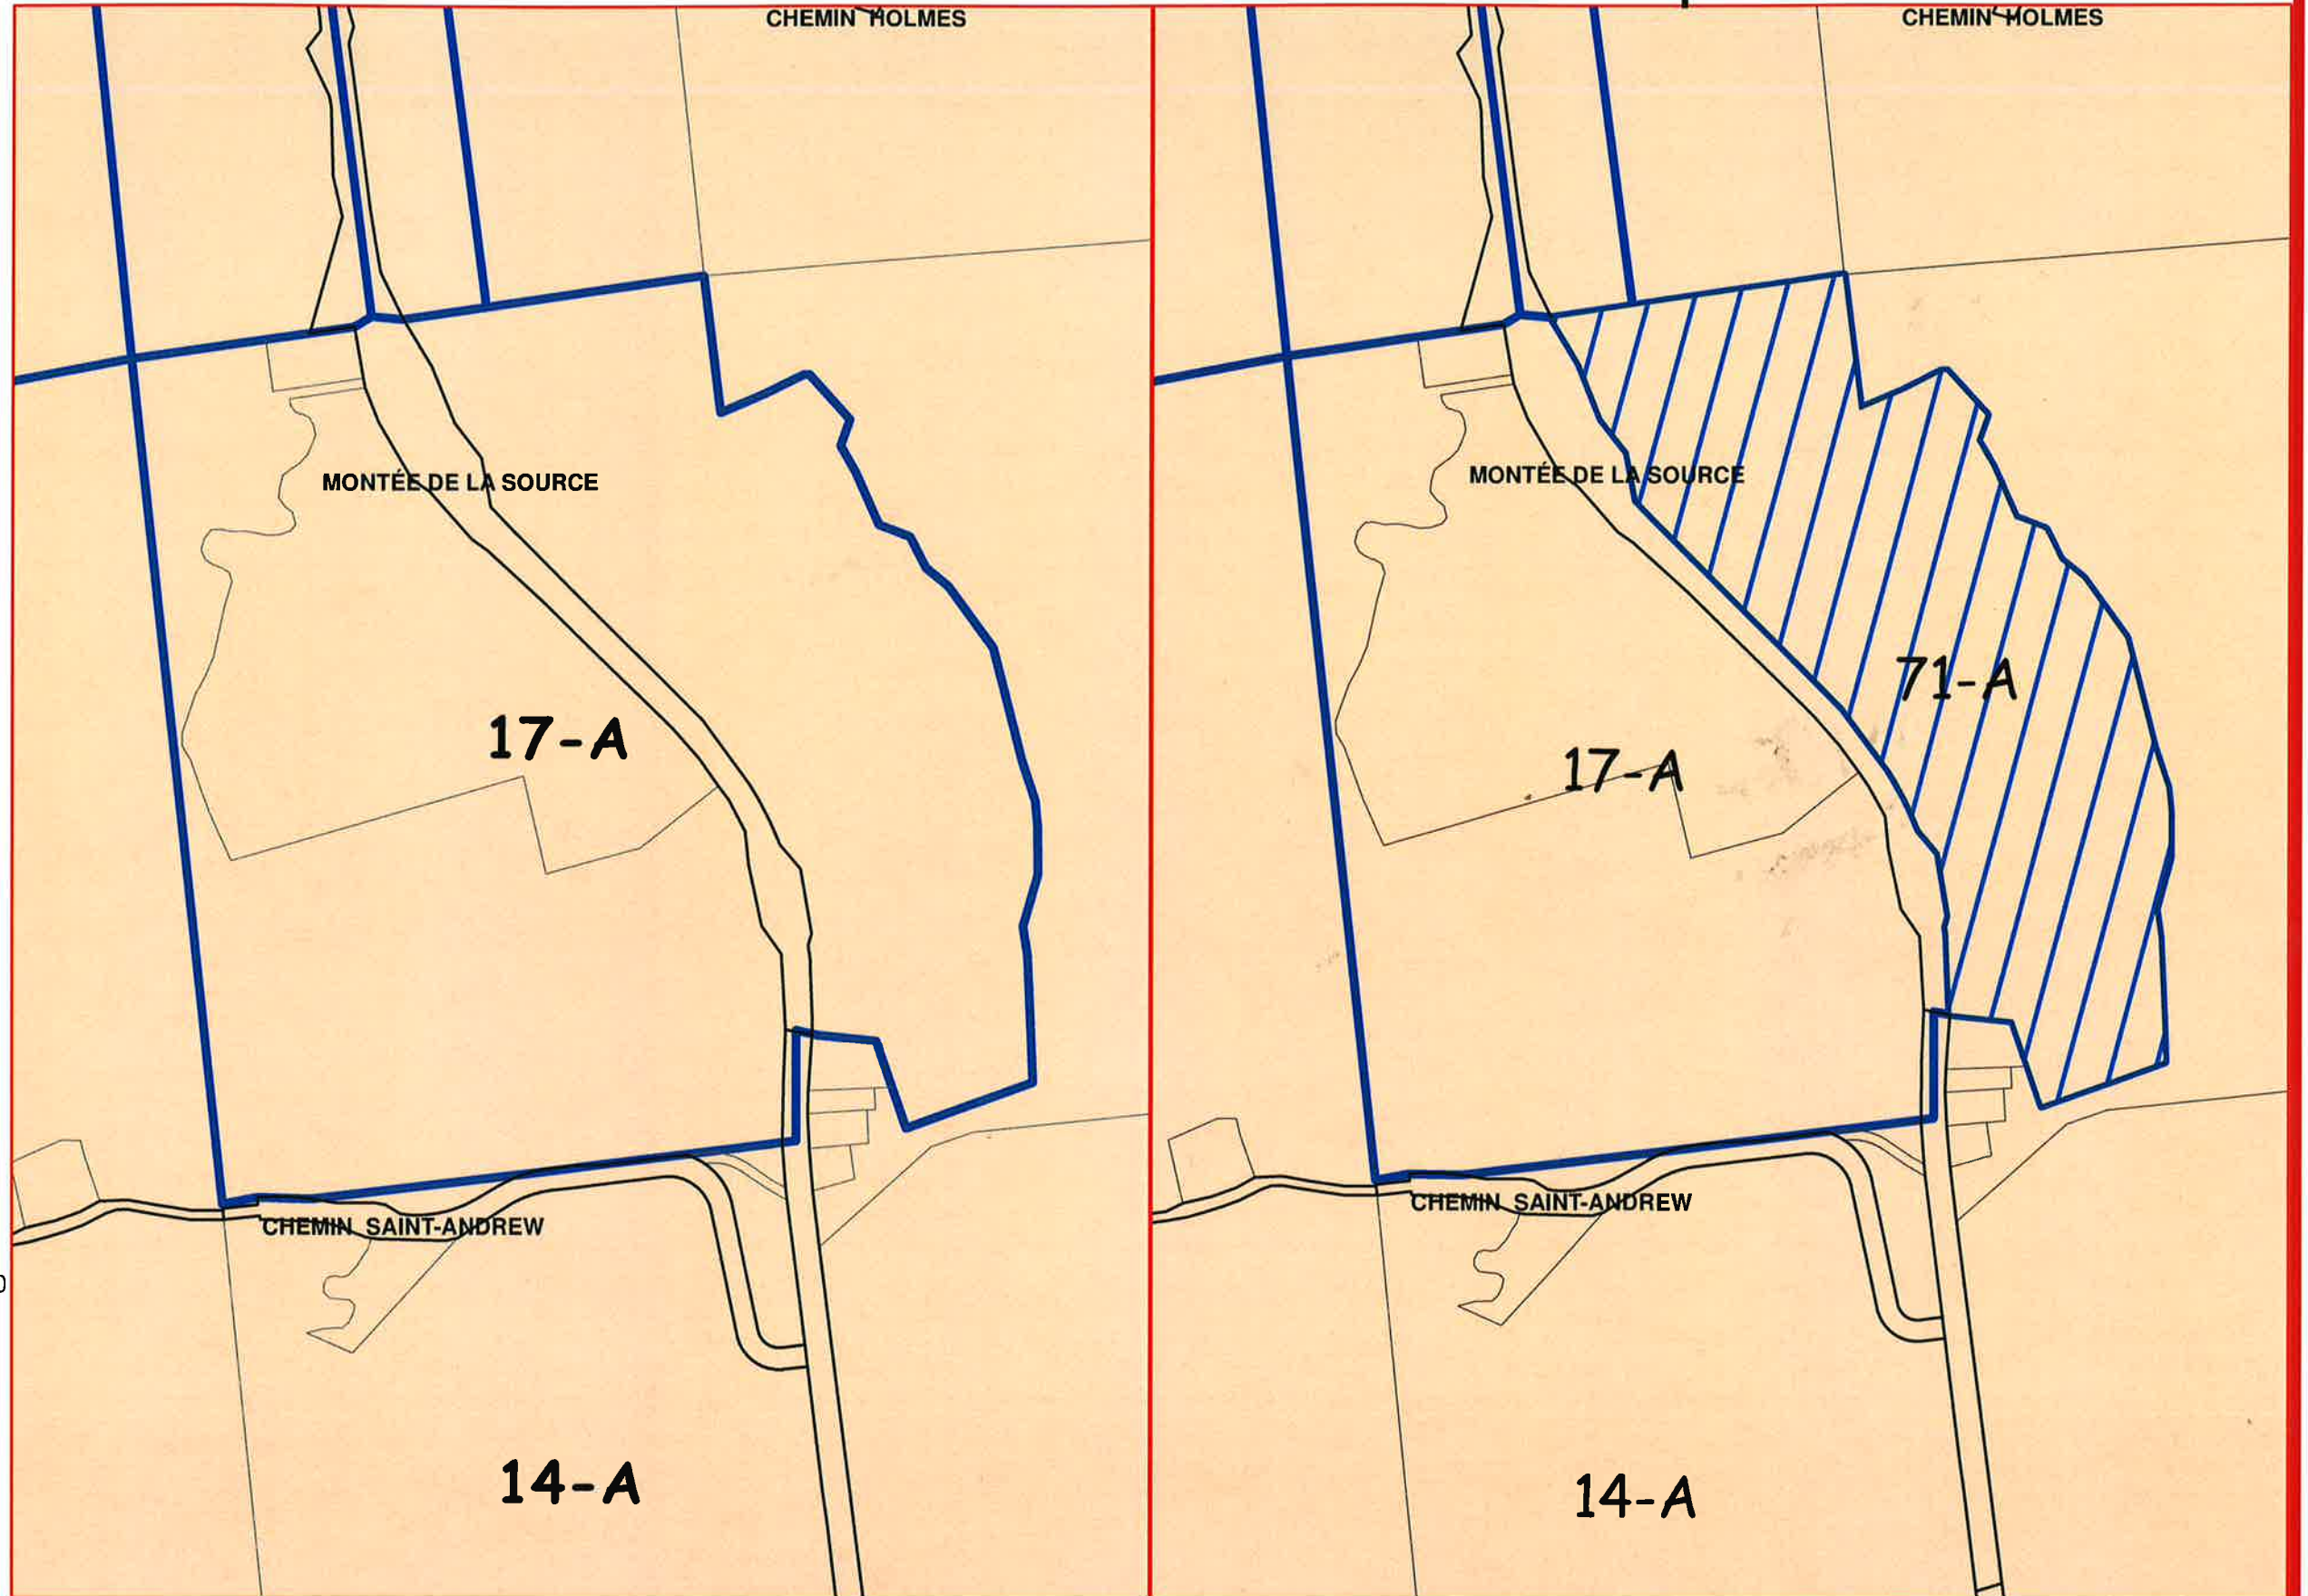 CHEMIN HOLMES
MONTÉE DE LA SOURCE
17-A
CHEMIN SAINT-ANDREW
14-A
CHEMIN HOLMES
MONTÉE DE LA SOURCE
71-A
17-A
CHEMIN SAINT-ANDREW
14-A